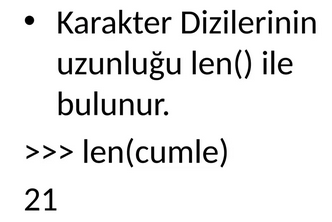 • Karakter Dizilerinin
uzunluğu len() ile
bulunur.
>>> len(cumle)
21